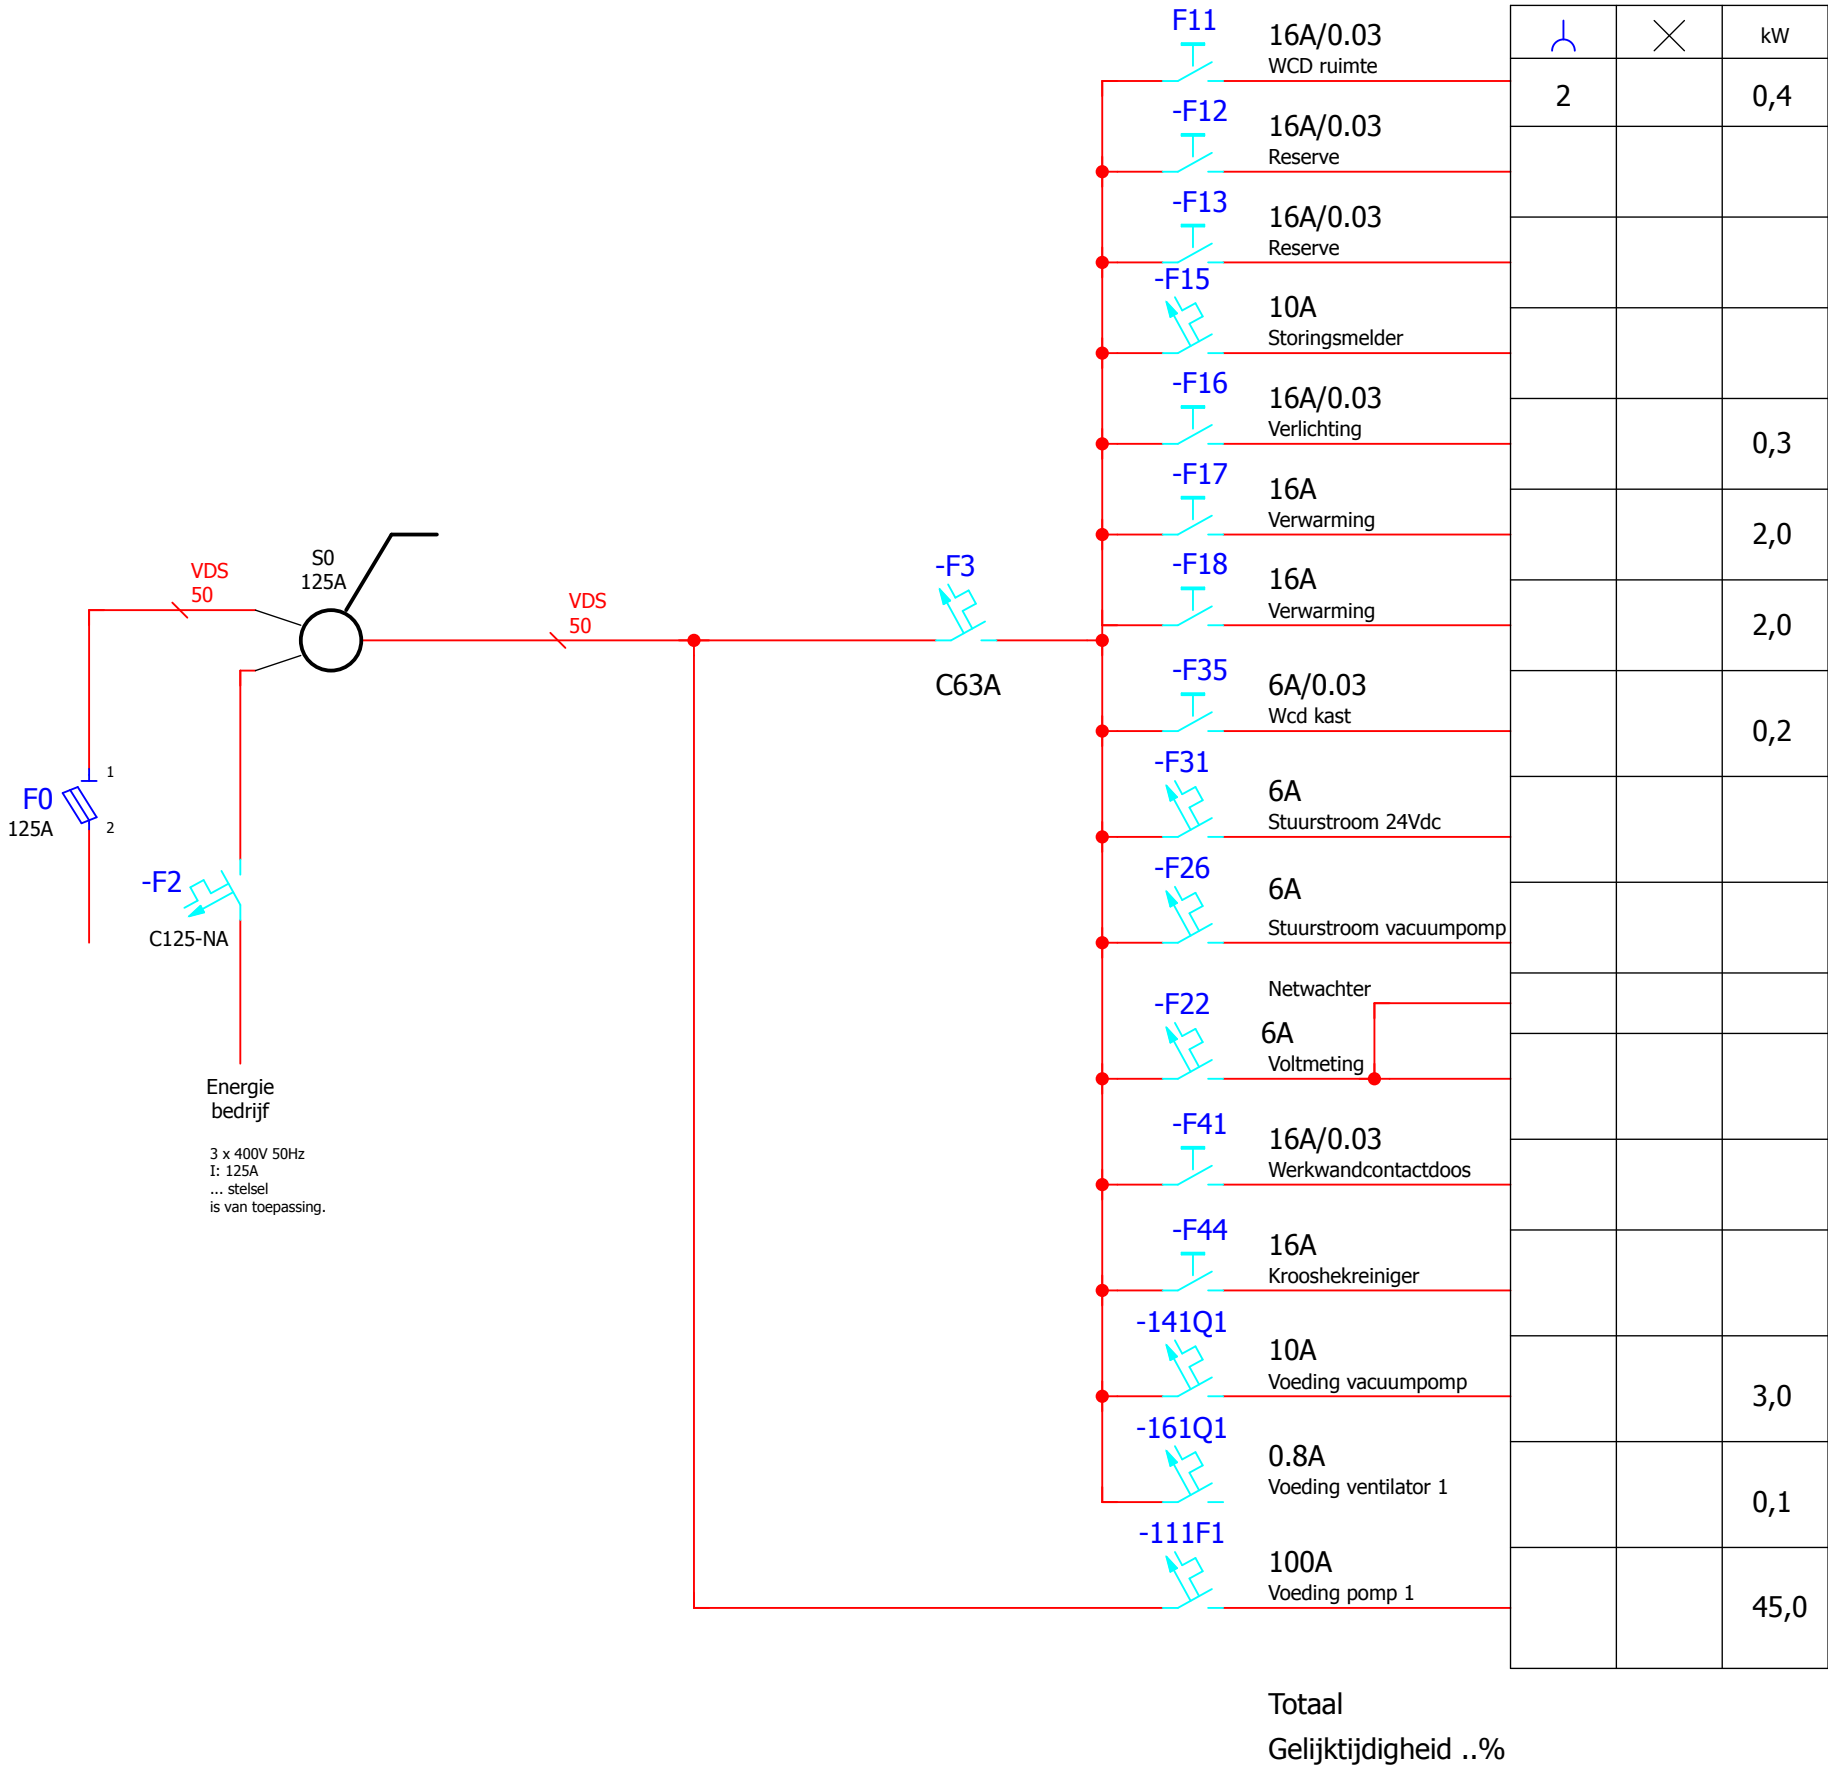 kW
F11
16A/0.03
WCD ruimte
2
0,4
-F12
16A/0.03
Reserve
-F13
16A/0.03
Reserve
-F15
10A
Storingsmelder
-F16
16A/0.03
Verlichting
0,3
-F17
16A
Verwarming
2,0
-F18
16A
Verwarming
2,0
S0
125A
VDS
50
VDS
50
-F3
C63A
-F35
6A/0.03
Wcd kast
0,2
-F31
6A
Stuurstroom 24Vdc
F0
125A
1
2
-F2
C125-NA
-F26
6A
Stuurstroom vacuumpomp
Netwachter
-F22
6A
Voltmeting
Energie
bedrijf
3 x 400V 50Hz
I: 125A
... stelsel
is van toepassing.
-F41
16A/0.03
Werkwandcontactdoos
-F44
16A
Krooshekreiniger
-141Q1
10A
Voeding vacuumpomp
3,0
-161Q1
0.8A
Voeding ventilator 1
0,1
-111F1
100A
Voeding pomp 1
45,0
Totaal
Gelijktijdigheid ..%